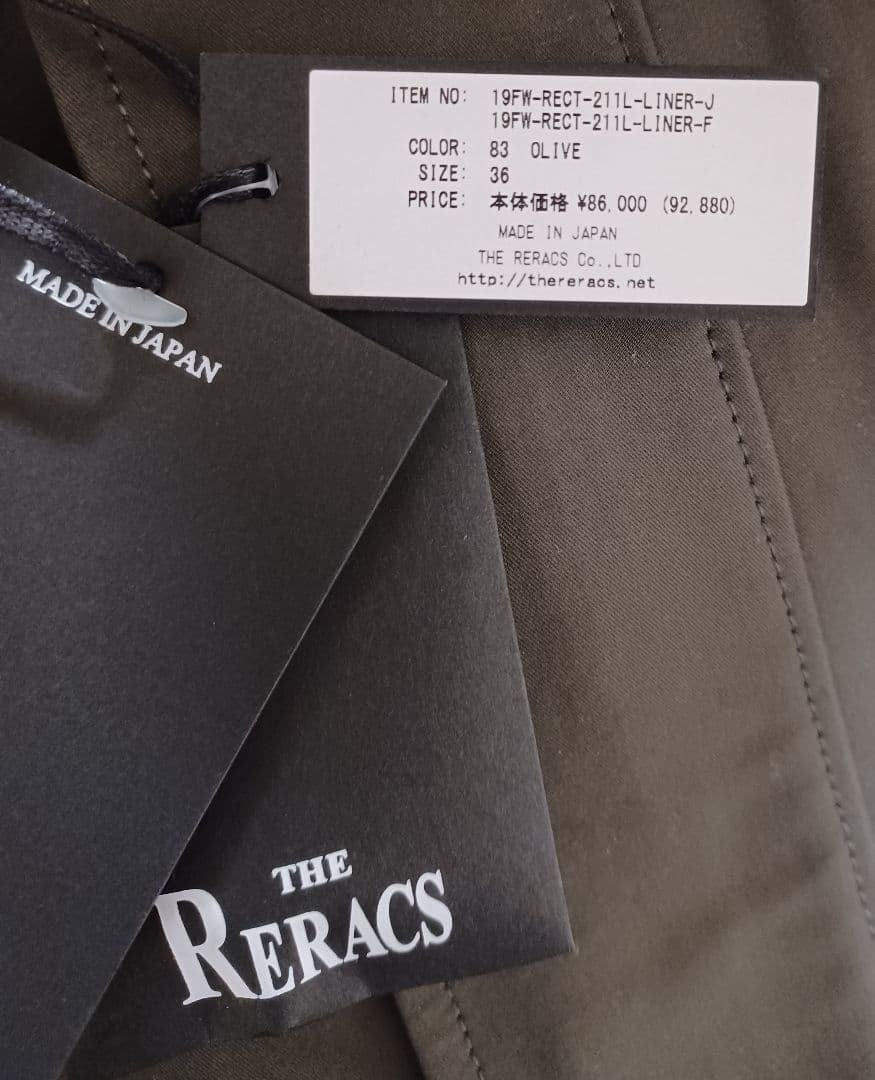 ITEM NO: 19FW-RECT-211L-LINER-J
19FW-RECT-211L-LINER-F
COLOR: 83 OLIVE
SIZE: 36
PRICE: 本体価格 ¥86,000 (92,880)
MADE IN JAPAN
THE RERACS Co.,LTD
http://thereracs.net
MADE IN JAPAN
THE
RERACS